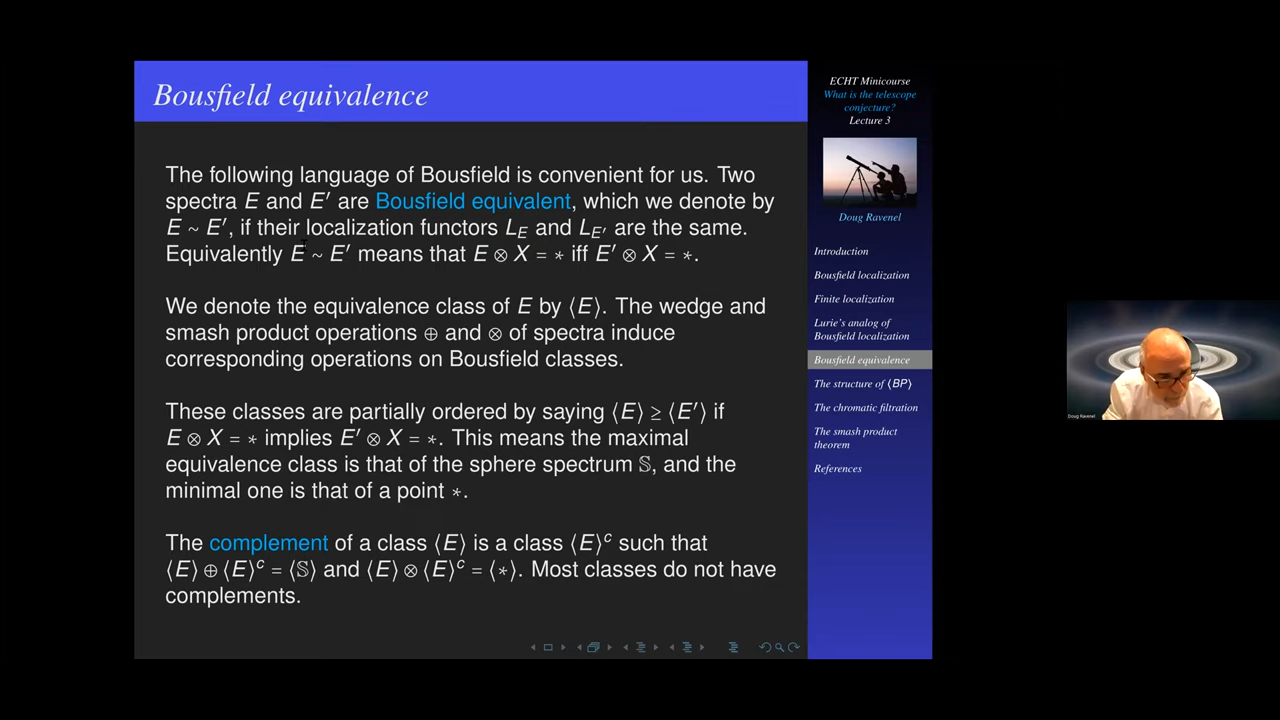 Bousfield equivalence
The following language of Bousfield is convenient for us. Two
spectra E and E′ are Bousfield equivalent, which we denote by
E ~ E′, if their localization functors L_E and L_E′ are the same.
Equivalently E ~ E′ means that E ⊗ X = ∗ iff E′ ⊗ X = ∗.
We denote the equivalence class of E by ⟨E⟩. The wedge and
smash product operations ⊕ and ⊗ of spectra induce
corresponding operations on Bousfield classes.
These classes are partially ordered by saying ⟨E⟩ ≥ ⟨E′⟩ if
E ⊗ X = ∗ implies E′ ⊗ X = ∗. This means the maximal
equivalence class is that of the sphere spectrum 𝕊, and the
minimal one is that of a point ∗.
The complement of a class ⟨E⟩ is a class ⟨E⟩ᶜ such that
⟨E⟩ ⊕ ⟨E⟩ᶜ = ⟨𝕊⟩ and ⟨E⟩ ⊗ ⟨E⟩ᶜ = ⟨∗⟩. Most classes do not have
complements.
ECHT Minicourse
What is the telescope
conjecture?
Lecture 3
Doug Ravenel
Introduction
Bousfield localization
Finite localization
Lurie's analog of
Bousfield localization
Bousfield equivalence
The structure of ⟨BP⟩
The chromatic filtration
The smash product
theorem
References
Doug Ravenel